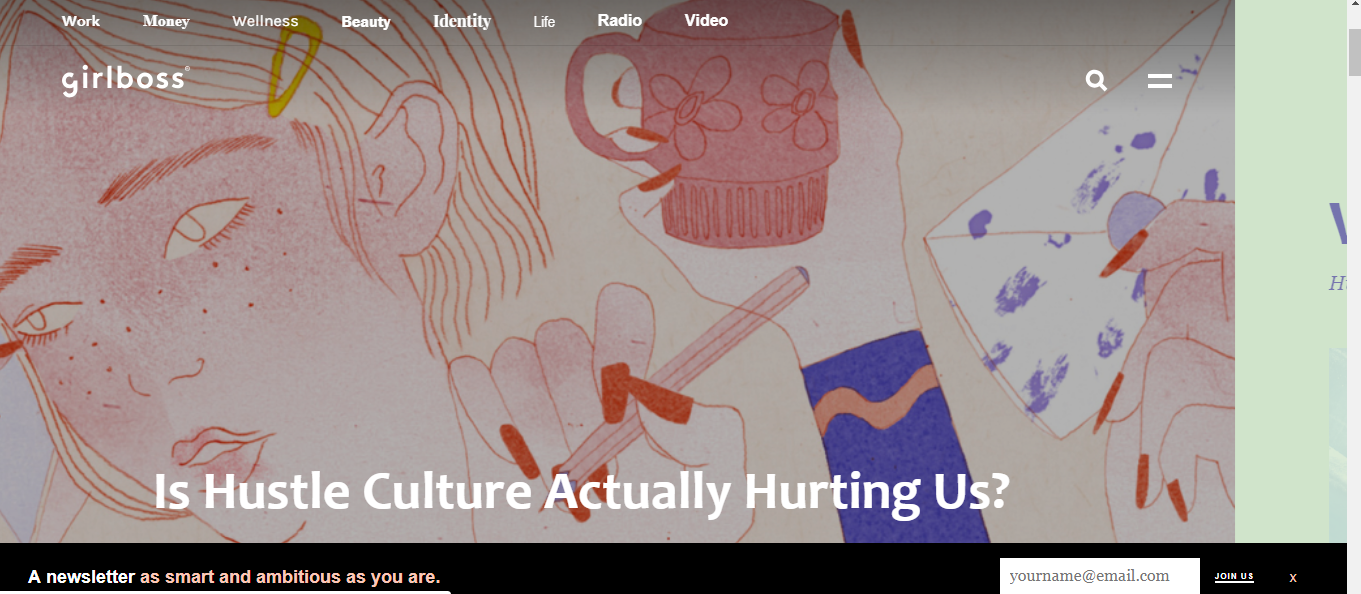 Work Money Wellness Beauty Identity Life Radio Video
girlboss®
Is Hustle Culture Actually Hurting Us?
A newsletter as smart and ambitious as you are.
yourname@email.com JOIN US x